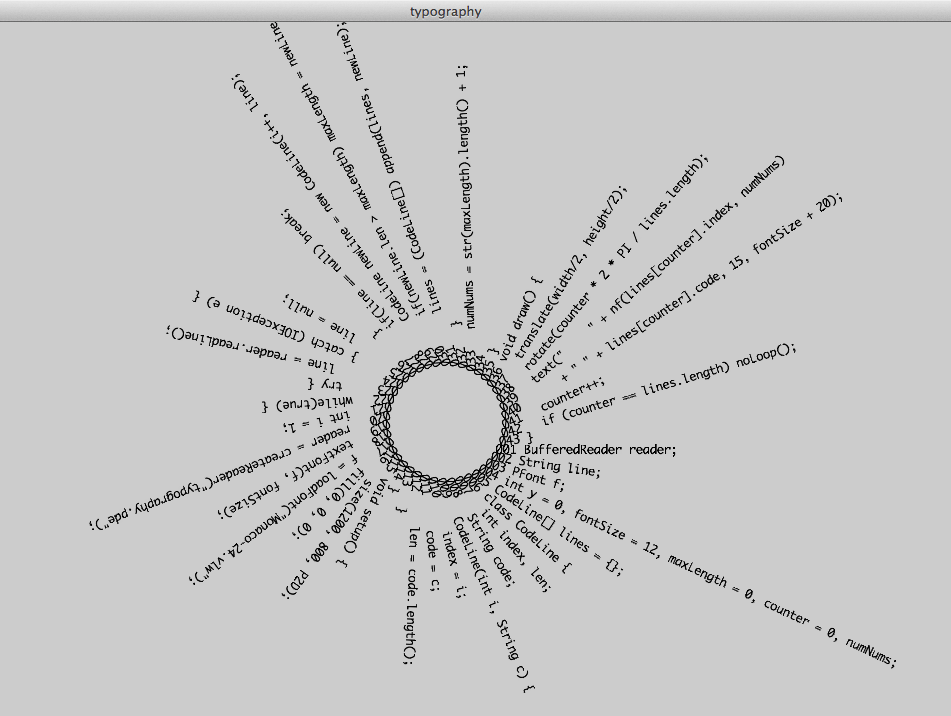 typography
01 BufferedReader reader;
String line;
Pfont f;
int y = 0, fontSize = 12, maxLength = 0, counter = 0, numNums;
CodeLine[] lines = {};
class CodeLine {
int index, len;
String code;
CodeLine(int i, String c) {
index = i;
code = c;
len = code.length();
}
}
void setup() {
size(1200, 800, P2D);
fill(0, 0, 0);
f = loadFont("Monaco-24.vlw");
textFont(f, fontSize);
reader = createReader("typography.pde");
int i = 1;
while(true) {
try {
line = reader.readLine();
} catch (IOException e) {
line = null;
}
if(line == null) break;
CodeLine newLine = new CodeLine(i++, line);
if(newLine.len > maxLength) maxLength = newLine
lines = (CodeLine[]) append(lines, newLine);
}
numNums = str(maxLength).length() + 1;
}
void draw() {
translate(width/2, height/2);
rotate(counter * 2 * PI / lines.length);
text(" " + nf(lines[counter].index, numNums)
+ " " + lines[counter].code, 15, fontSize + 20);
counter++;
if (counter == lines.length) noLoop();
43 }